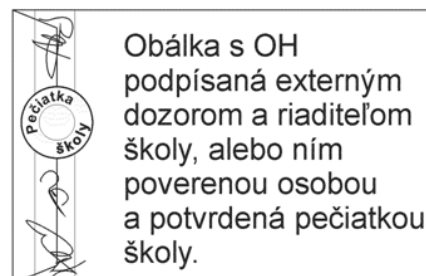 Pečiatka
školy
Obálka s OH
podpísaná externým
dozorom a riaditeľom
školy, alebo ním
poverenou osobou
a potvrdená pečiatkou
školy.